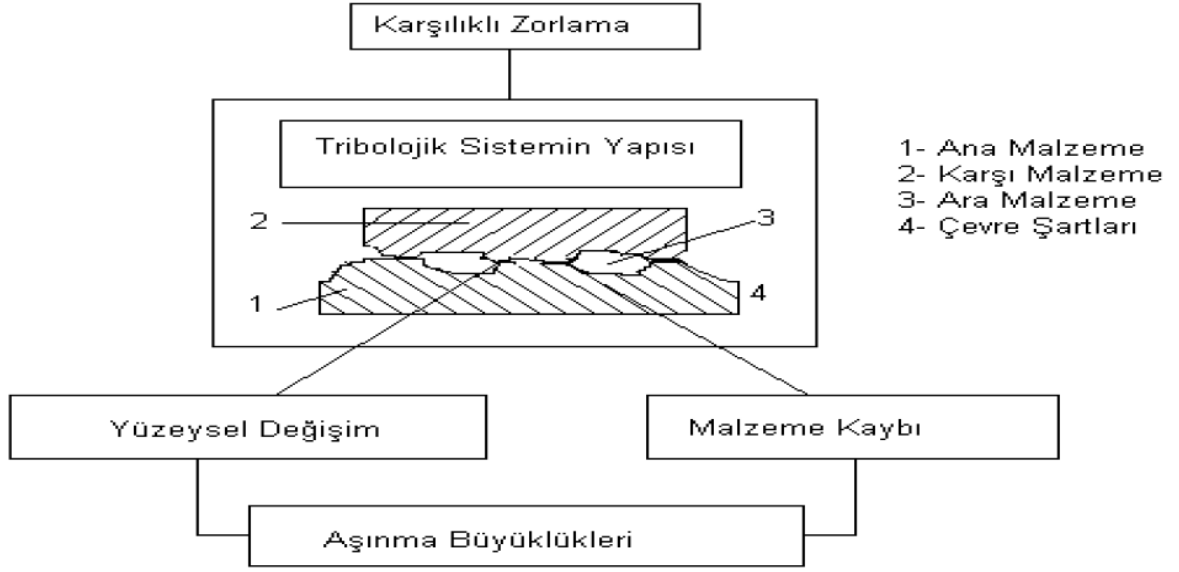 Karşılıklı Zorlama
Tribolojik Sistemin Yapısı
1- Ana Malzeme
2- Karşı Malzeme
3- Ara Malzeme
4- Çevre Şartları
2
3
1
4
Yüzeysel Değişim
Malzeme Kaybı
Aşınma Büyüklükleri